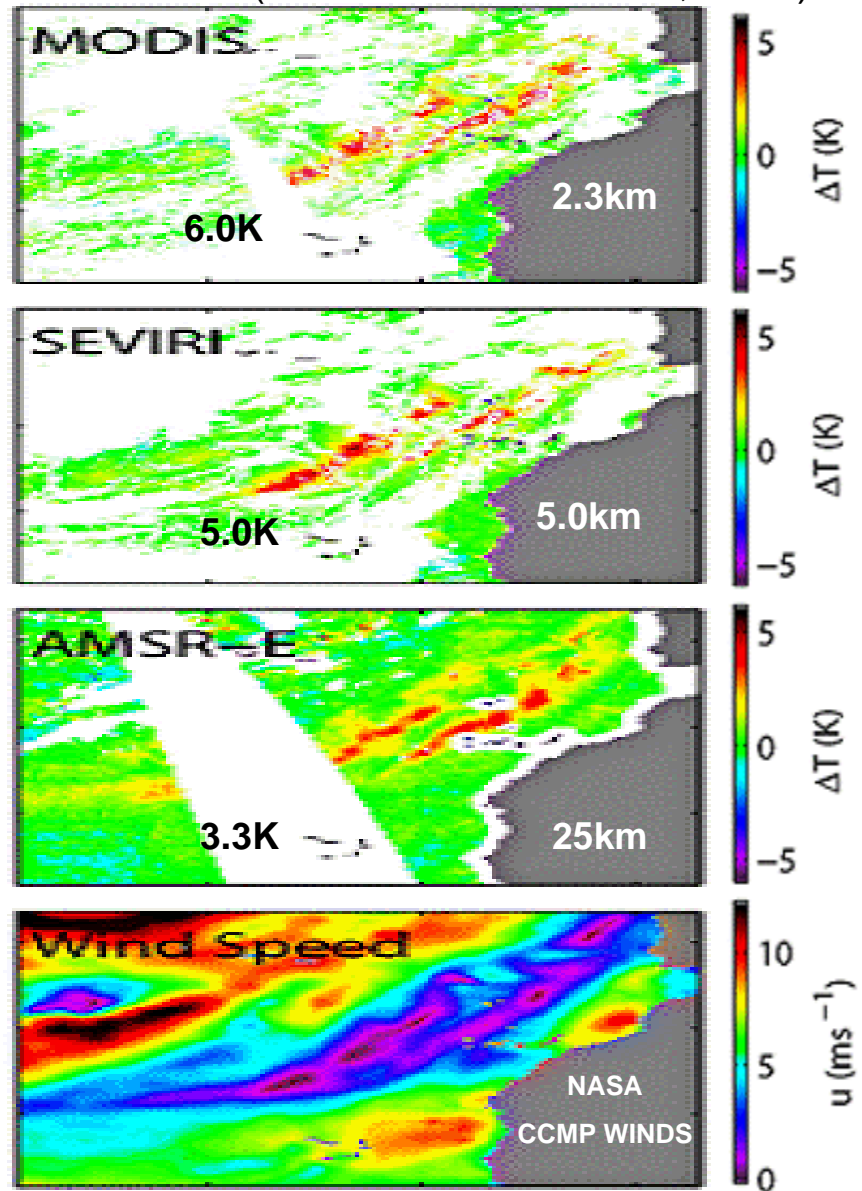 MODIS
5
0
−5
ΔT (K)
6.0K
2.3km
SEVIRI
5
0
−5
ΔT (K)
5.0K
5.0km
AMSR−E
5
0
−5
ΔT (K)
3.3K
25km
Wind Speed
10
5
0
u (ms⁻¹)
NASA
CCMP WINDS